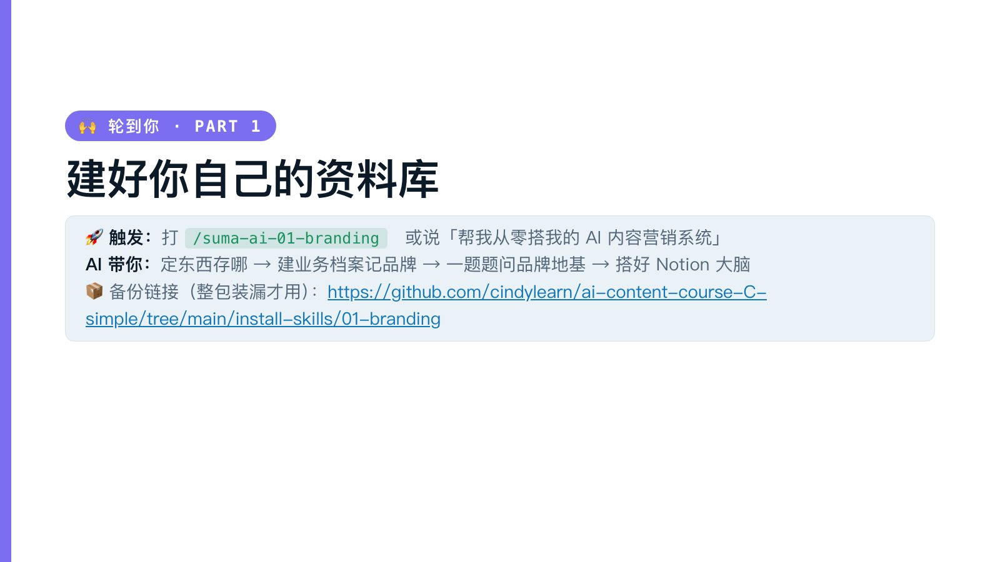 🙌 轮到你 · PART 1
建好你自己的资料库
🚀 触发：打 /suma-ai-01-branding 或说「帮我从零搭我的 AI 内容营销系统」
AI 带你：定东西存哪 → 建业务档案记品牌 → 一题题问品牌地基 → 搭好 Notion 大脑
📦 备份链接（整包装漏才用）：https://github.com/cindylearn/ai-content-course-C-
simple/tree/main/install-skills/01-branding